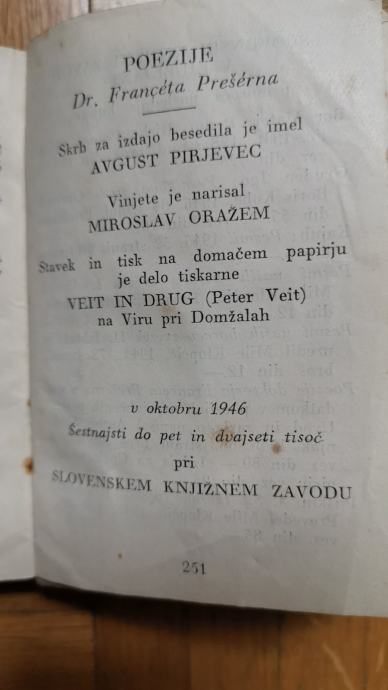 POEZIJE
Dr. Francéta Prešérna
Skrb za izdajo besedila je imel
AVGUST PIRJEVEC
Vinjete je narisal
MIROSLAV ORAŽEM
Stavek in tisk na domačem papirju
je delo tiskarne
VEIT IN DRUG (Peter Veit)
na Viru pri Domžalah
v oktobru 1946
Šestnajsti do pet in dvajseti tisoč
pri
SLOVENSKEM KNJIŽNEM ZAVODU
251